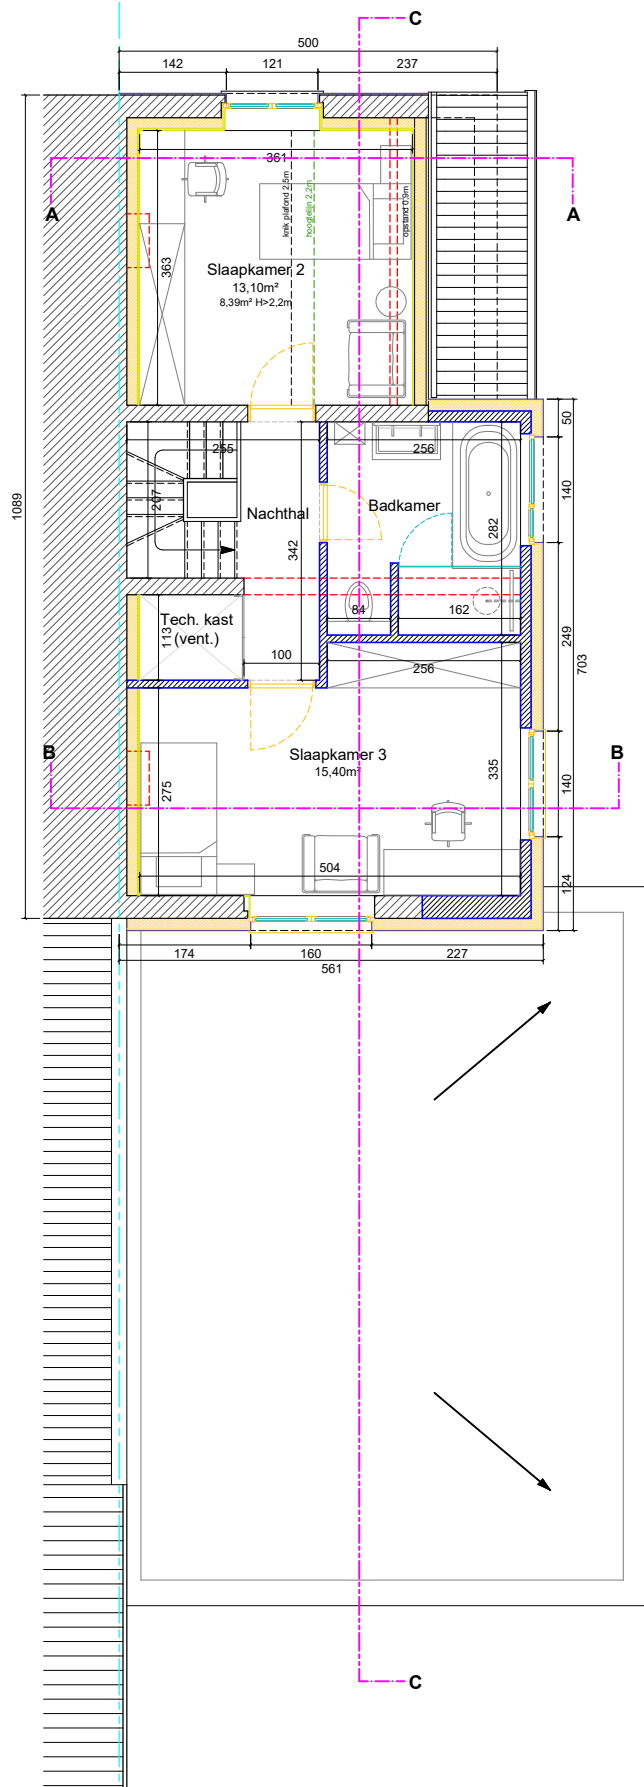 C
500
142
121
237
361
A
A
knik plafond 2,5m
hoogtelijn 2,2m
opstand 0,9m
363
Slaapkamer 2
13,10m²
8,39m² H>2,2m
50
255
256
1089
207
Nachthal
Badkamer
140
342
282
Tech. kast
(vent.)
113
84
162
100
256
249
703
B
B
Slaapkamer 3
15,40m²
275
335
140
504
124
174
160
227
561
C